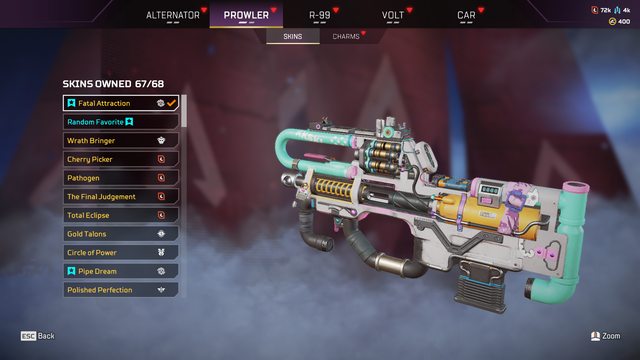 ALTERNATOR
PROWLER
R-99
VOLT
CAR
72k
4k
400
SKINS
CHARMS
SKINS OWNED 67/68
Fatal Attraction
Random Favorite
Wrath Bringer
Cherry Picker
Pathogen
The Final Judgement
Total Eclipse
Gold Talons
Circle of Power
Pipe Dream
Polished Perfection
ESC Back
Zoom